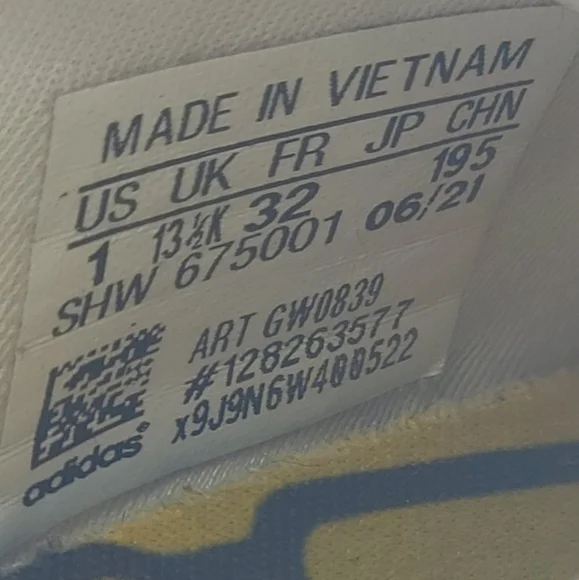 MADE IN VIETNAM
US UK FR JP CHN
1 13½K 32 195
SHW 675001 06/21
ART GW0839
#128263577
x9J9N6W400522
adidas®